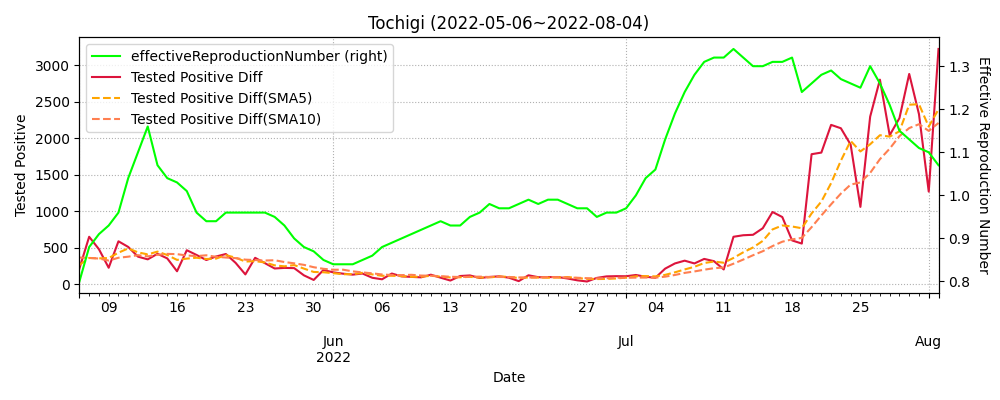 Tochigi (2022-05-06~2022-08-04)
effectiveReproductionNumber (right)
Tested Positive Diff
Tested Positive Diff(SMA5)
Tested Positive Diff(SMA10)
Tested Positive
3000
2500
2000
1500
1000
500
0
Effective Reproduction Number
1.3
1.2
1.1
1.0
0.9
0.8
09 16 23 30 06 13 20 27 04 11 18 25
Jun Jul Aug
2022
Date